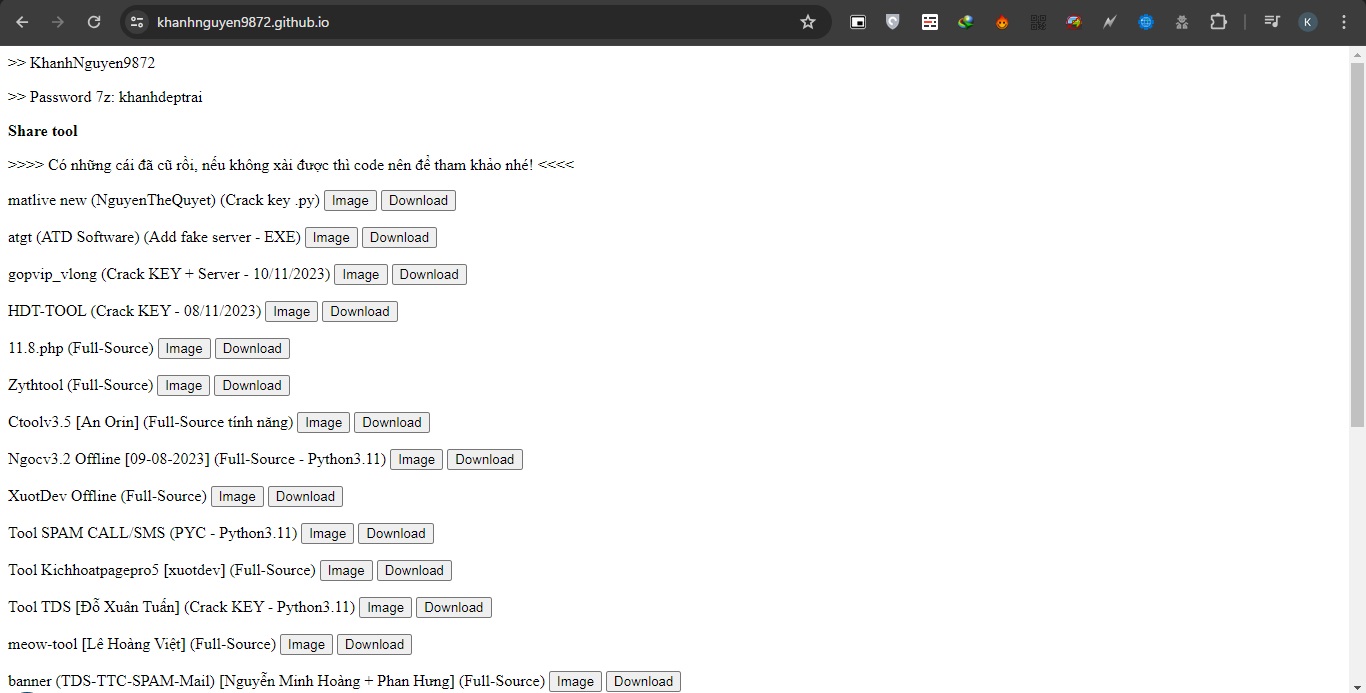 khanhnguyen9872.github.io
K
>> KhanhNguyen9872
>> Password 7z: khanhdeptrai
Share tool
>>>> Có những cái đã cũ rồi, nếu không xài được thì code nên để tham khảo nhé! <<<<
matlive new (NguyenTheQuyet) (Crack key .py) Image Download
atgt (ATD Software) (Add fake server - EXE) Image Download
gopvip_vlong (Crack KEY + Server - 10/11/2023) Image Download
HDT-TOOL (Crack KEY - 08/11/2023) Image Download
11.8.php (Full-Source) Image Download
Zythtool (Full-Source) Image Download
Ctoolv3.5 [An Orin] (Full-Source tính năng) Image Download
Ngocv3.2 Offline [09-08-2023] (Full-Source - Python3.11) Image Download
XuotDev Offline (Full-Source) Image Download
Tool SPAM CALL/SMS (PYC - Python3.11) Image Download
Tool Kichhoatpagepro5 [xuotdev] (Full-Source) Image Download
Tool TDS [Đỗ Xuân Tuấn] (Crack KEY - Python3.11) Image Download
meow-tool [Lê Hoàng Việt] (Full-Source) Image Download
banner (TDS-TTC-SPAM-Mail) [Nguyễn Minh Hoàng + Phan Hưng] (Full-Source) Image Download